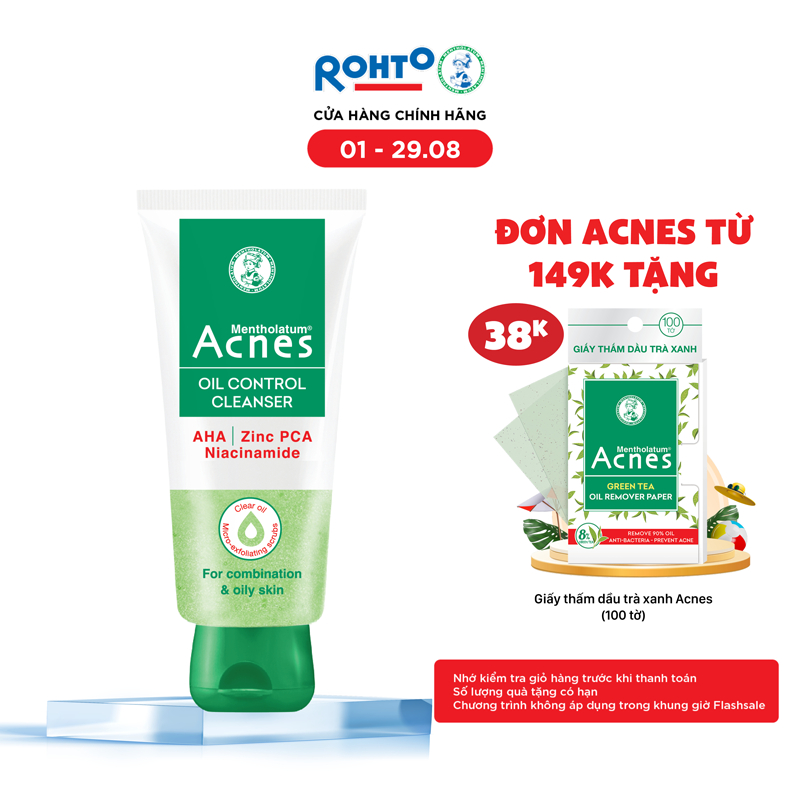 ROHTO
CỬA HÀNG CHÍNH HÃNG
01 - 29.08
Mentholatum®
Acnes
OIL CONTROL
CLEANSER
AHA | Zinc PCA
Niacinamide
Clear oil
Micro-exfoliating scrubs
For combination
& oily skin
ĐƠN ACNES TỪ
149K TẶNG
38K
100
TỜ
GIẤY THẤM DẦU TRÀ XANH
Mentholatum®
Acnes
GREEN TEA
OIL REMOVER PAPER
REMOVE 90% OIL
ANTI-BACTERIA - PREVENT ACNE
Giấy thấm dầu trà xanh Acnes
(100 tờ)
Nhớ kiểm tra giỏ hàng trước khi thanh toán
Số lượng quà tặng có hạn
Chương trình không áp dụng trong khung giờ Flashsale